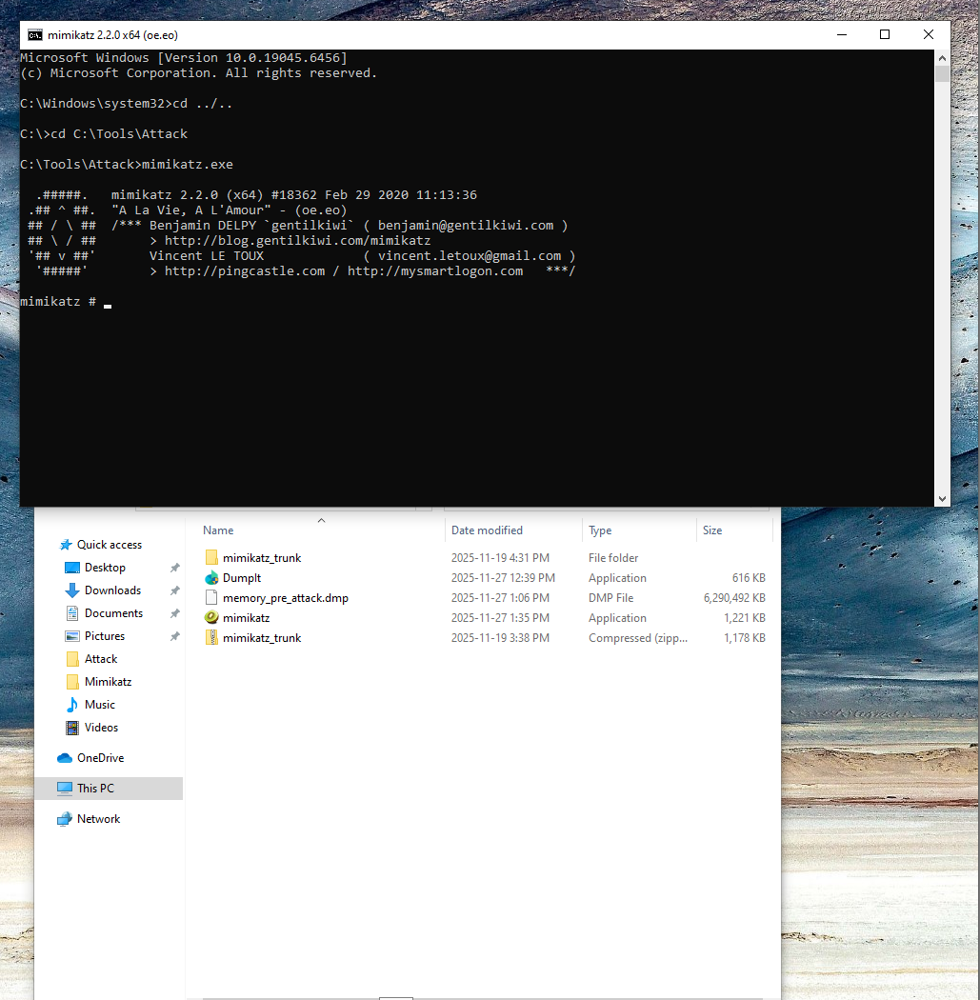 mimikatz 2.2.0 x64 (oe.eo)
Microsoft Windows [Version 10.0.19045.6456]
(c) Microsoft Corporation. All rights reserved.
C:\Windows\system32>cd ../..
C:\>cd C:\Tools\Attack
C:\Tools\Attack>mimikatz.exe
  .#####.   mimikatz 2.2.0 (x64) #18362 Feb 29 2020 11:13:36
 .## ^ ##.  "A La Vie, A L'Amour" - (oe.eo)
 ## / \ ##  /*** Benjamin DELPY `gentilkiwi` ( benjamin@gentilkiwi.com )
 ## \ / ##       > http://blog.gentilkiwi.com/mimikatz
 '## v ##'       Vincent LE TOUX             ( vincent.letoux@gmail.com )
  '#####'        > http://pingcastle.com / http://mysmartlogon.com   ***/
mimikatz # _
Name Date modified Type Size
Quick access
Desktop
Downloads
Documents
Pictures
Attack
Mimikatz
Music
Videos
OneDrive
This PC
Network
mimikatz_trunk 2025-11-19 4:31 PM File folder
DumpIt 2025-11-27 12:39 PM Application 616 KB
memory_pre_attack.dmp 2025-11-27 1:06 PM DMP File 6,290,492 KB
mimikatz 2025-11-27 1:35 PM Application 1,221 KB
mimikatz_trunk 2025-11-19 3:38 PM Compressed (zipp... 1,178 KB